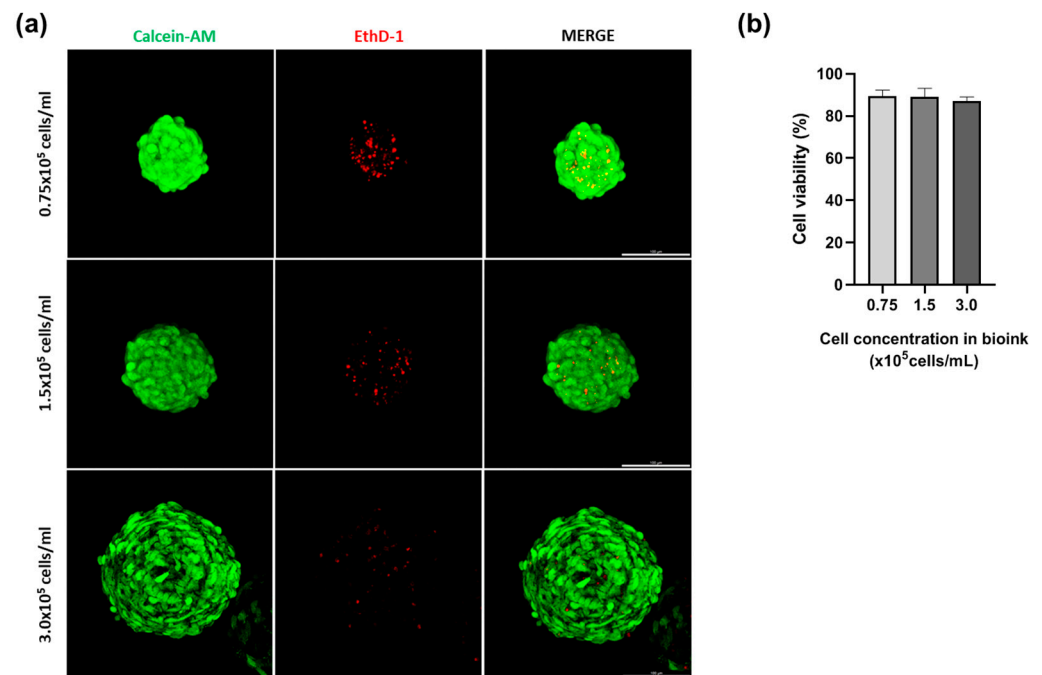 (a)
Calcein-AM
EthD-1
MERGE
0.75x10⁵ cells/ml
1.5x10⁵ cells/ml
3.0x10⁵ cells/ml
(b)
Cell viability (%)
100
80
60
40
20
0
0.75
1.5
3.0
Cell concentration in bioink
(x10⁵cells/mL)